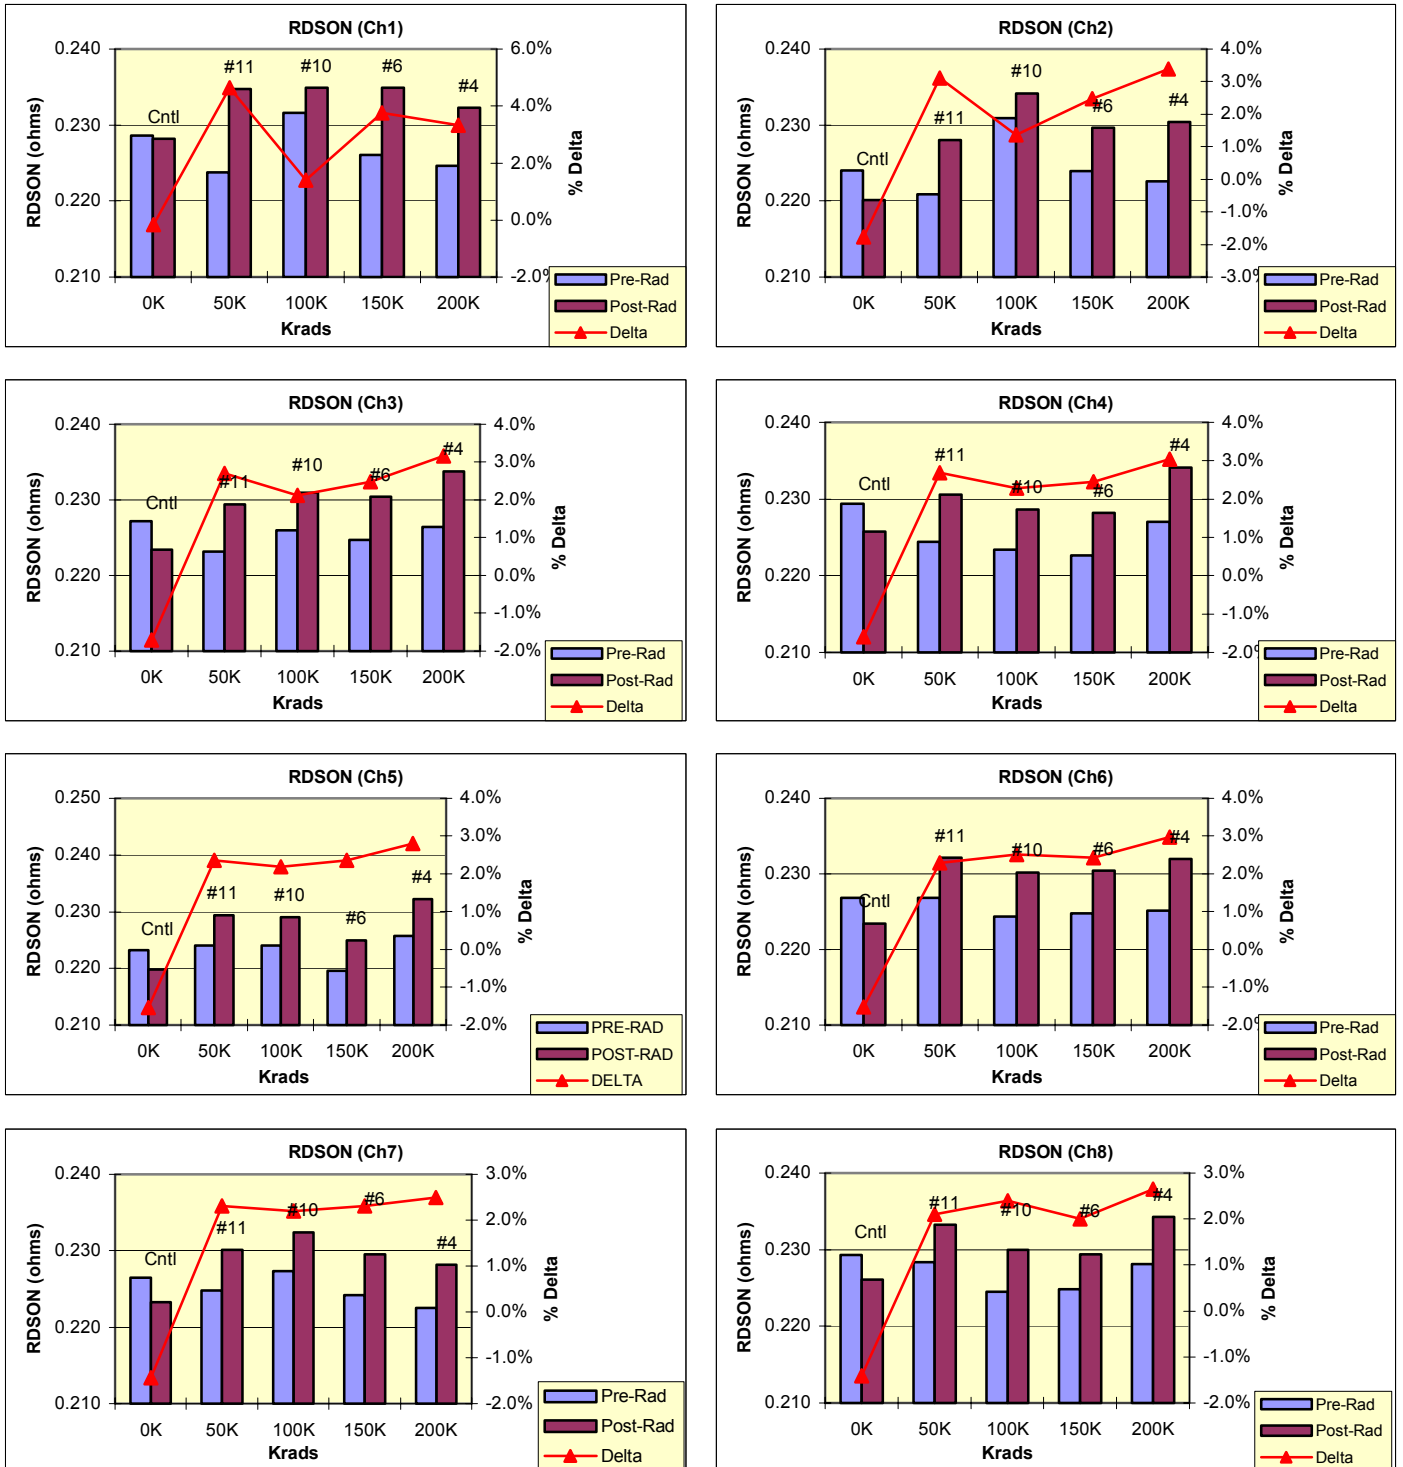 RDSON (Ch1)
0.240
0.230
0.220
0.210
RDSON (ohms)
6.0%
4.0%
2.0%
0.0%
-2.0%
% Delta
Cntl
#11
#10
#6
#4
0K 50K 100K 150K 200K
Krads
Pre-Rad
Post-Rad
Delta
RDSON (Ch2)
0.240
0.230
0.220
0.210
RDSON (ohms)
4.0%
3.0%
2.0%
1.0%
0.0%
-1.0%
-2.0%
-3.0%
% Delta
Cntl
#11
#10
#6
#4
0K 50K 100K 150K 200K
Krads
Pre-Rad
Post-Rad
Delta
RDSON (Ch3)
0.240
0.230
0.220
0.210
RDSON (ohms)
4.0%
3.0%
2.0%
1.0%
0.0%
-1.0%
-2.0%
% Delta
Cntl
#11
#10
#6
#4
0K 50K 100K 150K 200K
Krads
Pre-Rad
Post-Rad
Delta
RDSON (Ch4)
0.240
0.230
0.220
0.210
RDSON (ohms)
4.0%
3.0%
2.0%
1.0%
0.0%
-1.0%
-2.0%
% Delta
Cntl
#11
#10
#6
#4
0K 50K 100K 150K 200K
Krads
Pre-Rad
Post-Rad
Delta
RDSON (Ch5)
0.250
0.240
0.230
0.220
0.210
RDSON (ohms)
4.0%
3.0%
2.0%
1.0%
0.0%
-1.0%
-2.0%
% Delta
Cntl
#11
#10
#6
#4
0K 50K 100K 150K 200K
Krads
PRE-RAD
POST-RAD
DELTA
RDSON (Ch6)
0.240
0.230
0.220
0.210
RDSON (ohms)
4.0%
3.0%
2.0%
1.0%
0.0%
-1.0%
-2.0%
% Delta
Cntl
#11
#10
#6
#4
0K 50K 100K 150K 200K
Krads
Pre-Rad
Post-Rad
Delta
RDSON (Ch7)
0.240
0.230
0.220
0.210
RDSON (ohms)
3.0%
2.0%
1.0%
0.0%
-1.0%
-2.0%
% Delta
Cntl
#11
#10
#6
#4
0K 50K 100K 150K 200K
Krads
Pre-Rad
Post-Rad
Delta
RDSON (Ch8)
0.240
0.230
0.220
0.210
RDSON (ohms)
3.0%
2.0%
1.0%
0.0%
-1.0%
-2.0%
% Delta
Cntl
#11
#10
#6
#4
0K 50K 100K 150K 200K
Krads
Pre-Rad
Post-Rad
Delta